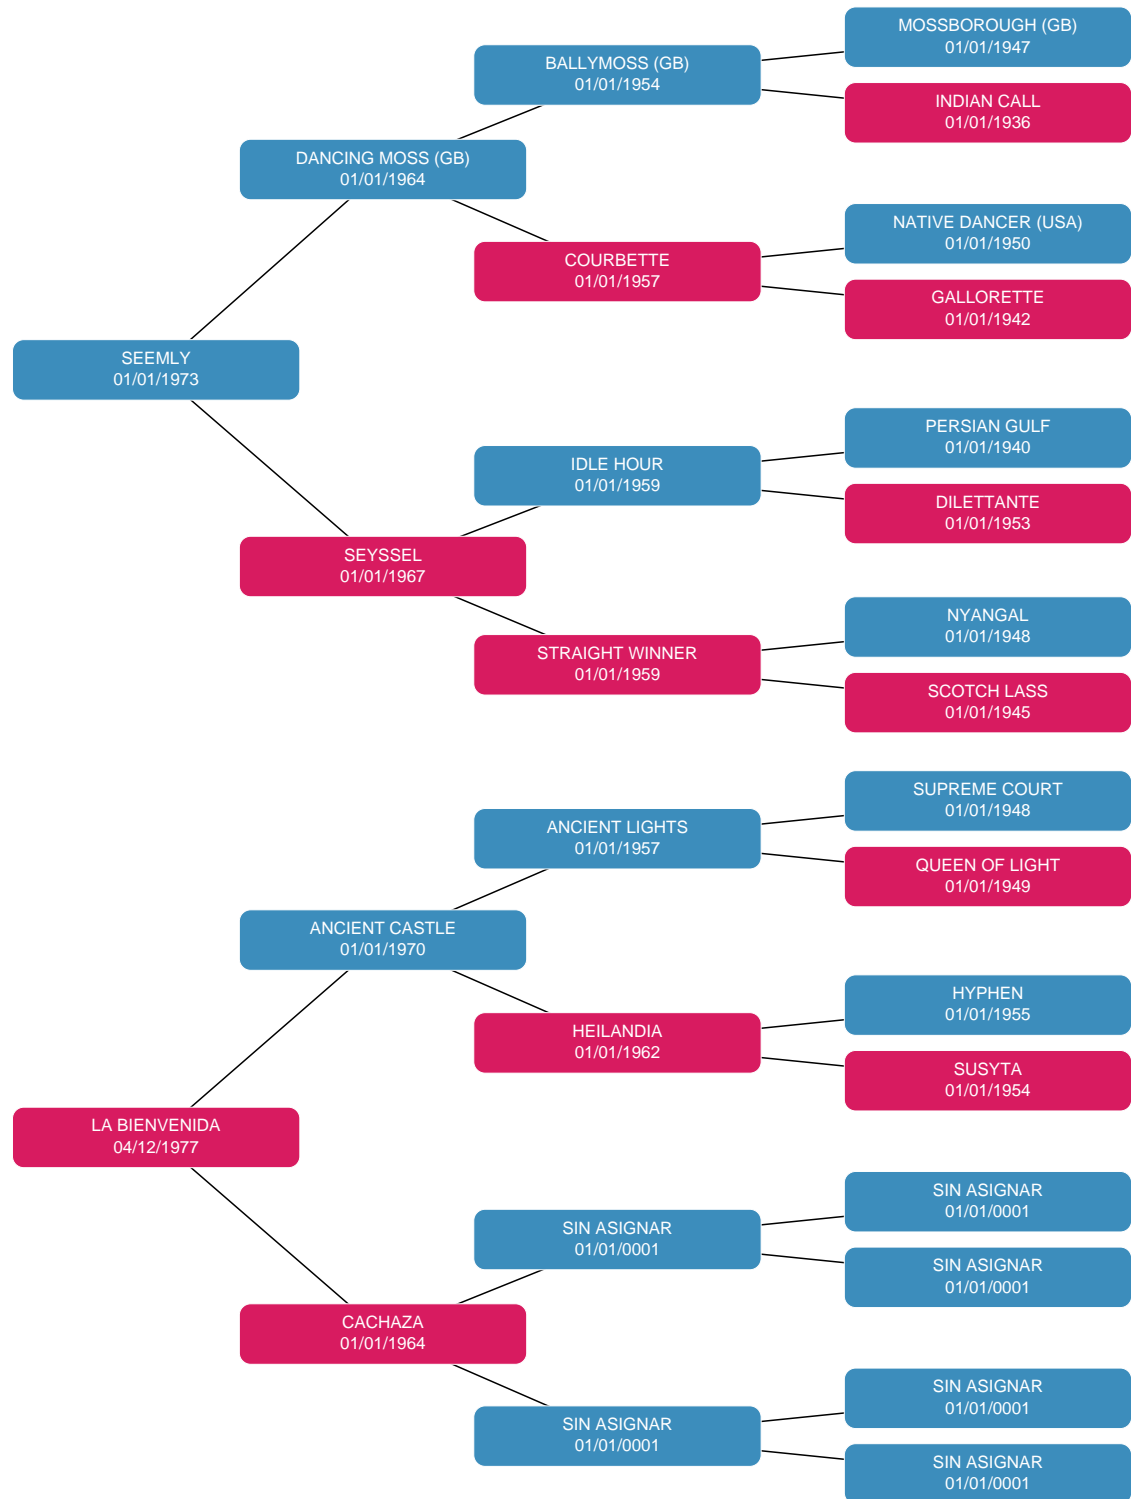 MOSSBOROUGH (GB)
01/01/1947
BALLYMOSS (GB)
01/01/1954
INDIAN CALL
01/01/1936
DANCING MOSS (GB)
01/01/1964
NATIVE DANCER (USA)
01/01/1950
COURBETTE
01/01/1957
GALLORETTE
01/01/1942
SEEMLY
01/01/1973
PERSIAN GULF
01/01/1940
IDLE HOUR
01/01/1959
DILETTANTE
01/01/1953
SEYSSEL
01/01/1967
NYANGAL
01/01/1948
STRAIGHT WINNER
01/01/1959
SCOTCH LASS
01/01/1945
SUPREME COURT
01/01/1948
ANCIENT LIGHTS
01/01/1957
QUEEN OF LIGHT
01/01/1949
ANCIENT CASTLE
01/01/1970
HYPHEN
01/01/1955
HEILANDIA
01/01/1962
SUSYTA
01/01/1954
LA BIENVENIDA
04/12/1977
SIN ASIGNAR
01/01/0001
SIN ASIGNAR
01/01/0001
SIN ASIGNAR
01/01/0001
CACHAZA
01/01/1964
SIN ASIGNAR
01/01/0001
SIN ASIGNAR
01/01/0001
SIN ASIGNAR
01/01/0001